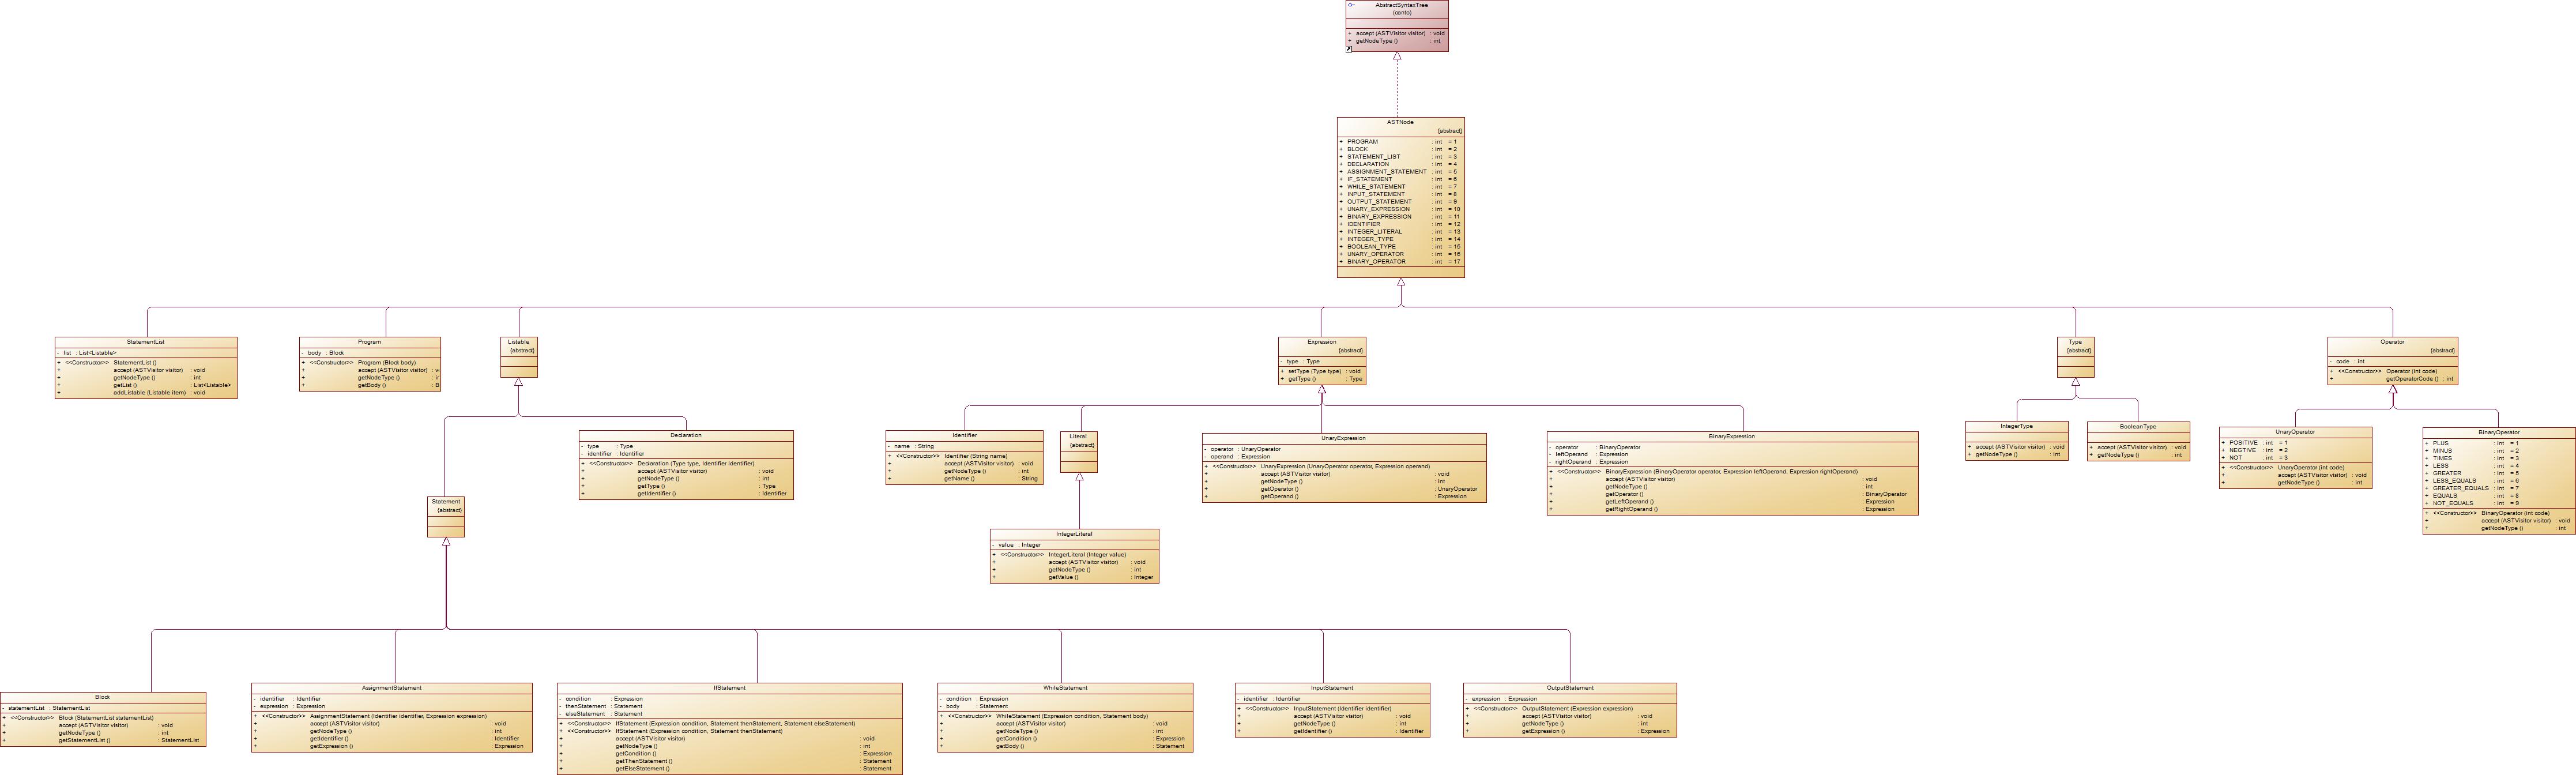 AbstractSyntaxTree
(canto)
+ accept (ASTVisitor visitor) : void
+ getNodeType () : int
ASTNode
{abstract}
+ PROGRAM : int = 1
+ BLOCK : int = 2
+ STATEMENT_LIST : int = 3
+ DECLARATION : int = 4
+ ASSIGNMENT_STATEMENT : int = 5
+ IF_STATEMENT : int = 6
+ WHILE_STATEMENT : int = 7
+ INPUT_STATEMENT : int = 8
+ OUTPUT_STATEMENT : int = 9
+ UNARY_EXPRESSION : int = 10
+ BINARY_EXPRESSION : int = 11
+ IDENTIFIER : int = 12
+ INTEGER_LITERAL : int = 13
+ INTEGER_TYPE : int = 14
+ BOOLEAN_TYPE : int = 15
+ UNARY_OPERATOR : int = 16
+ BINARY_OPERATOR : int = 17
StatementList
- list : List<Listable>
+ <<Constructor>> StatementList ()
+ accept (ASTVisitor visitor) : void
+ getNodeType () : int
+ getList () : List<Listable>
+ addListable (Listable item) : void
Program
- body : Block
+ <<Constructor>> Program (Block body)
+ accept (ASTVisitor visitor) : v
+ getNodeType () : i
+ getBody () : B
Listable
{abstract}
Expression
{abstract}
- type : Type
+ setType (Type type) : void
+ getType () : Type
Type
{abstract}
Operator
{abstract}
- code : int
+ <<Constructor>> Operator (int code)
+ getOperatorCode () : int
Statement
{abstract}
Declaration
- type : Type
- identifier : Identifier
+ <<Constructor>> Declaration (Type type, Identifier identifier)
+ accept (ASTVisitor visitor) : void
+ getNodeType () : int
+ getType () : Type
+ getIdentifier () : Identifier
Identifier
- name : String
+ <<Constructor>> Identifier (String name)
+ accept (ASTVisitor visitor) : void
+ getNodeType () : int
+ getName () : String
Literal
{abstract}
IntegerLiteral
- value : Integer
+ <<Constructor>> IntegerLiteral (Integer value)
+ accept (ASTVisitor visitor) : void
+ getNodeType () : int
+ getValue () : Integer
UnaryExpression
- operator : UnaryOperator
- operand : Expression
+ <<Constructor>> UnaryExpression (UnaryOperator operator, Expression operand)
+ accept (ASTVisitor visitor) : void
+ getNodeType () : int
+ getOperator () : UnaryOperator
+ getOperand () : Expression
BinaryExpression
- operator : BinaryOperator
- leftOperand : Expression
- rightOperand : Expression
+ <<Constructor>> BinaryExpression (BinaryOperator operator, Expression leftOperand, Expression rightOperand)
+ accept (ASTVisitor visitor) : void
+ getNodeType () : int
+ getOperator () : BinaryOperator
+ getLeftOperand () : Expression
+ getRightOperand () : Expression
IntegerType
+ accept (ASTVisitor visitor) : void
+ getNodeType () : int
BooleanType
+ accept (ASTVisitor visitor) : void
+ getNodeType () : int
UnaryOperator
+ POSITIVE : int = 1
+ NEGTIVE : int = 2
+ NOT : int = 3
+ <<Constructor>> UnaryOperator (int code)
+ accept (ASTVisitor visitor) : void
+ getNodeType () : int
BinaryOperator
+ PLUS : int = 1
+ MINUS : int = 2
+ TIMES : int = 3
+ LESS : int = 4
+ GREATER : int = 5
+ LESS_EQUALS : int = 6
+ GREATER_EQUALS : int = 7
+ EQUALS : int = 8
+ NOT_EQUALS : int = 9
+ <<Constructor>> BinaryOperator (int code)
+ accept (ASTVisitor visitor) : void
+ getNodeType () : int
Block
- statementList : StatementList
+ <<Constructor>> Block (StatementList statementList)
+ accept (ASTVisitor visitor) : void
+ getNodeType () : int
+ getStatementList () : StatementList
AssignmentStatement
- identifier : Identifier
- expression : Expression
+ <<Constructor>> AssignmentStatement (Identifier identifier, Expression expression)
+ accept (ASTVisitor visitor) : void
+ getNodeType () : int
+ getIdentifier () : Identifier
+ getExpression () : Expression
IfStatement
- condition : Expression
- thenStatement : Statement
- elseStatement : Statement
+ <<Constructor>> IfStatement (Expression condition, Statement thenStatement, Statement elseStatement)
+ <<Constructor>> IfStatement (Expression condition, Statement thenStatement)
+ accept (ASTVisitor visitor) : void
+ getNodeType () : int
+ getCondition () : Expression
+ getThenStatement () : Statement
+ getElseStatement () : Statement
WhileStatement
- condition : Expression
- body : Statement
+ <<Constructor>> WhileStatement (Expression condition, Statement body)
+ accept (ASTVisitor visitor) : void
+ getNodeType () : int
+ getCondition () : Expression
+ getBody () : Statement
InputStatement
- identifier : Identifier
+ <<Constructor>> InputStatement (Identifier identifier)
+ accept (ASTVisitor visitor) : void
+ getNodeType () : int
+ getIdentifier () : Identifier
OutputStatement
- expression : Expression
+ <<Constructor>> OutputStatement (Expression expression)
+ accept (ASTVisitor visitor) : void
+ getNodeType () : int
+ getExpression () : Expression